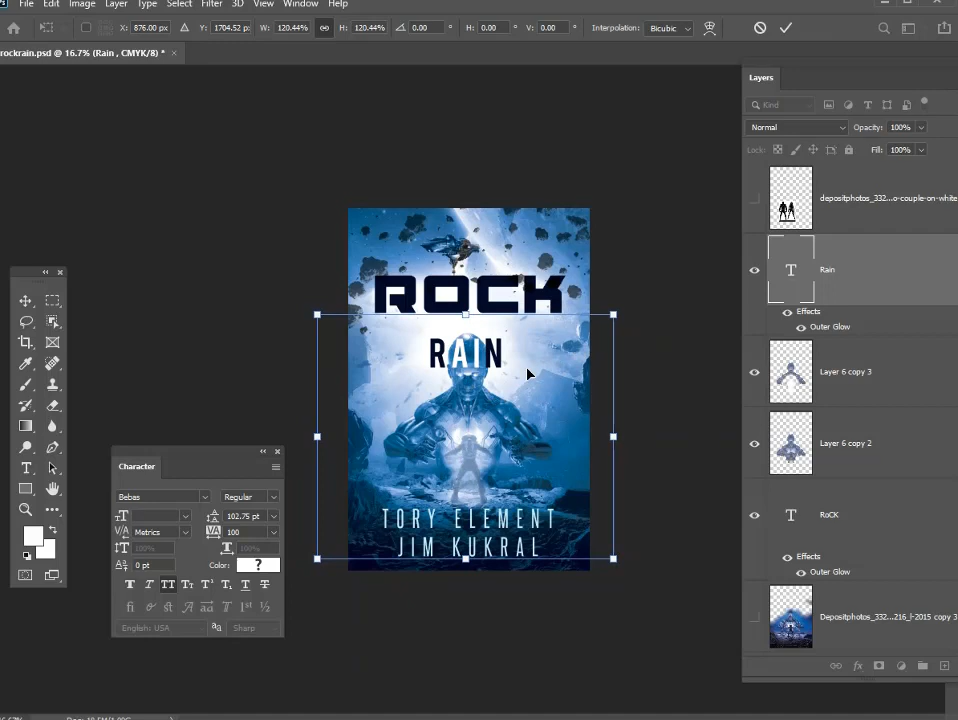 File Edit Image Layer Type Select Filter 3D View Window Help
X: 876.00 px Y: 1704.52 px W: 120.44% H: 120.44% 0.00 ° H: 0.00 ° V: 0.00 ° Interpolation: Bicubic
rockrain.psd @ 16.7% (Rain , CMYK/8) * ×
Layers
Kind
Normal Opacity: 100%
Lock: Fill: 100%
depositphotos_332...o-couple-on-white
Rain
Effects
Outer Glow
Layer 6 copy 3
Layer 6 copy 2
RoCK
Effects
Outer Glow
Depositphotos_332...216_l-2015 copy 3
ROCK
RAIN
TORY ELEMENT
JIM KUKRAL
Character
Bebas Regular
102.75 pt
Metrics 100
100% 100%
0 pt Color: ?
English: USA Sharp